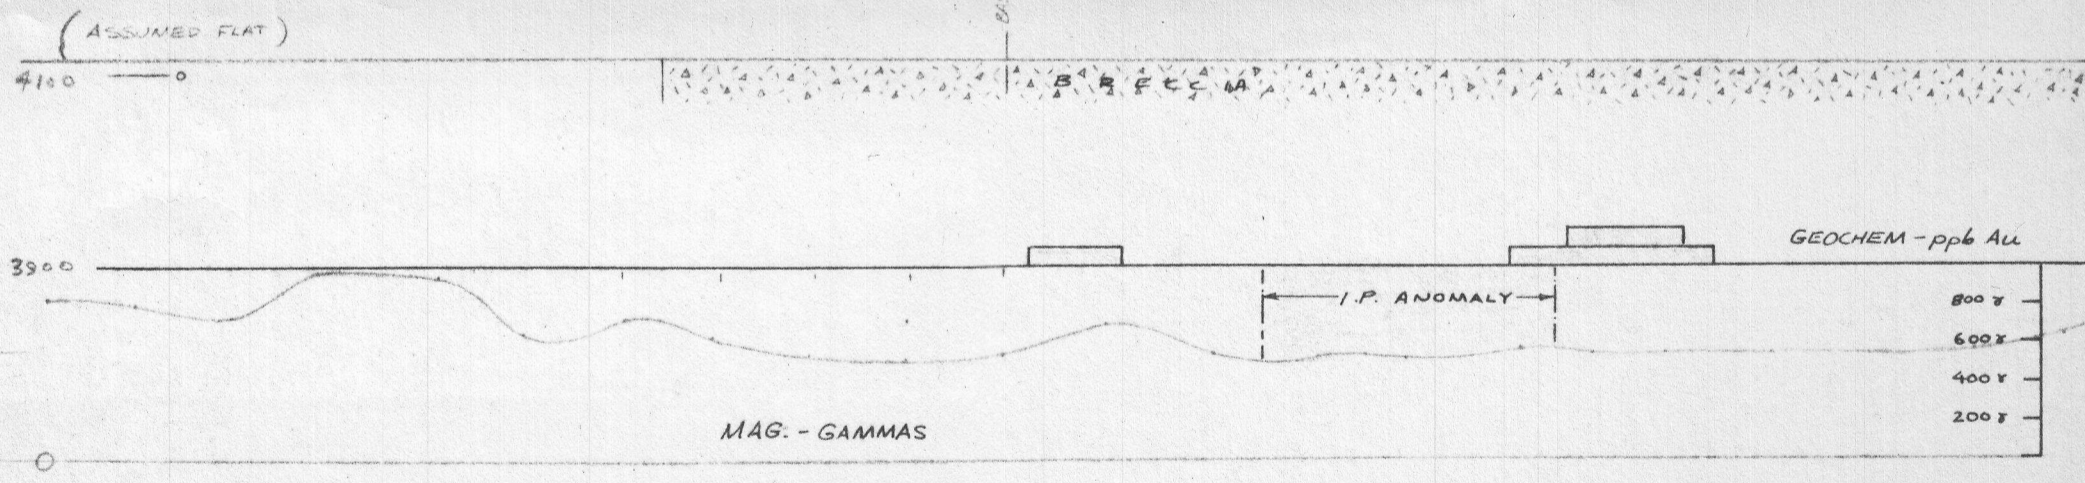 (ASSUMED FLAT)
4100
BRECCIA
GEOCHEM - ppb Au
3900
I.P. ANOMALY
800 γ
600 γ
400 γ
200 γ
MAG. - GAMMAS
0